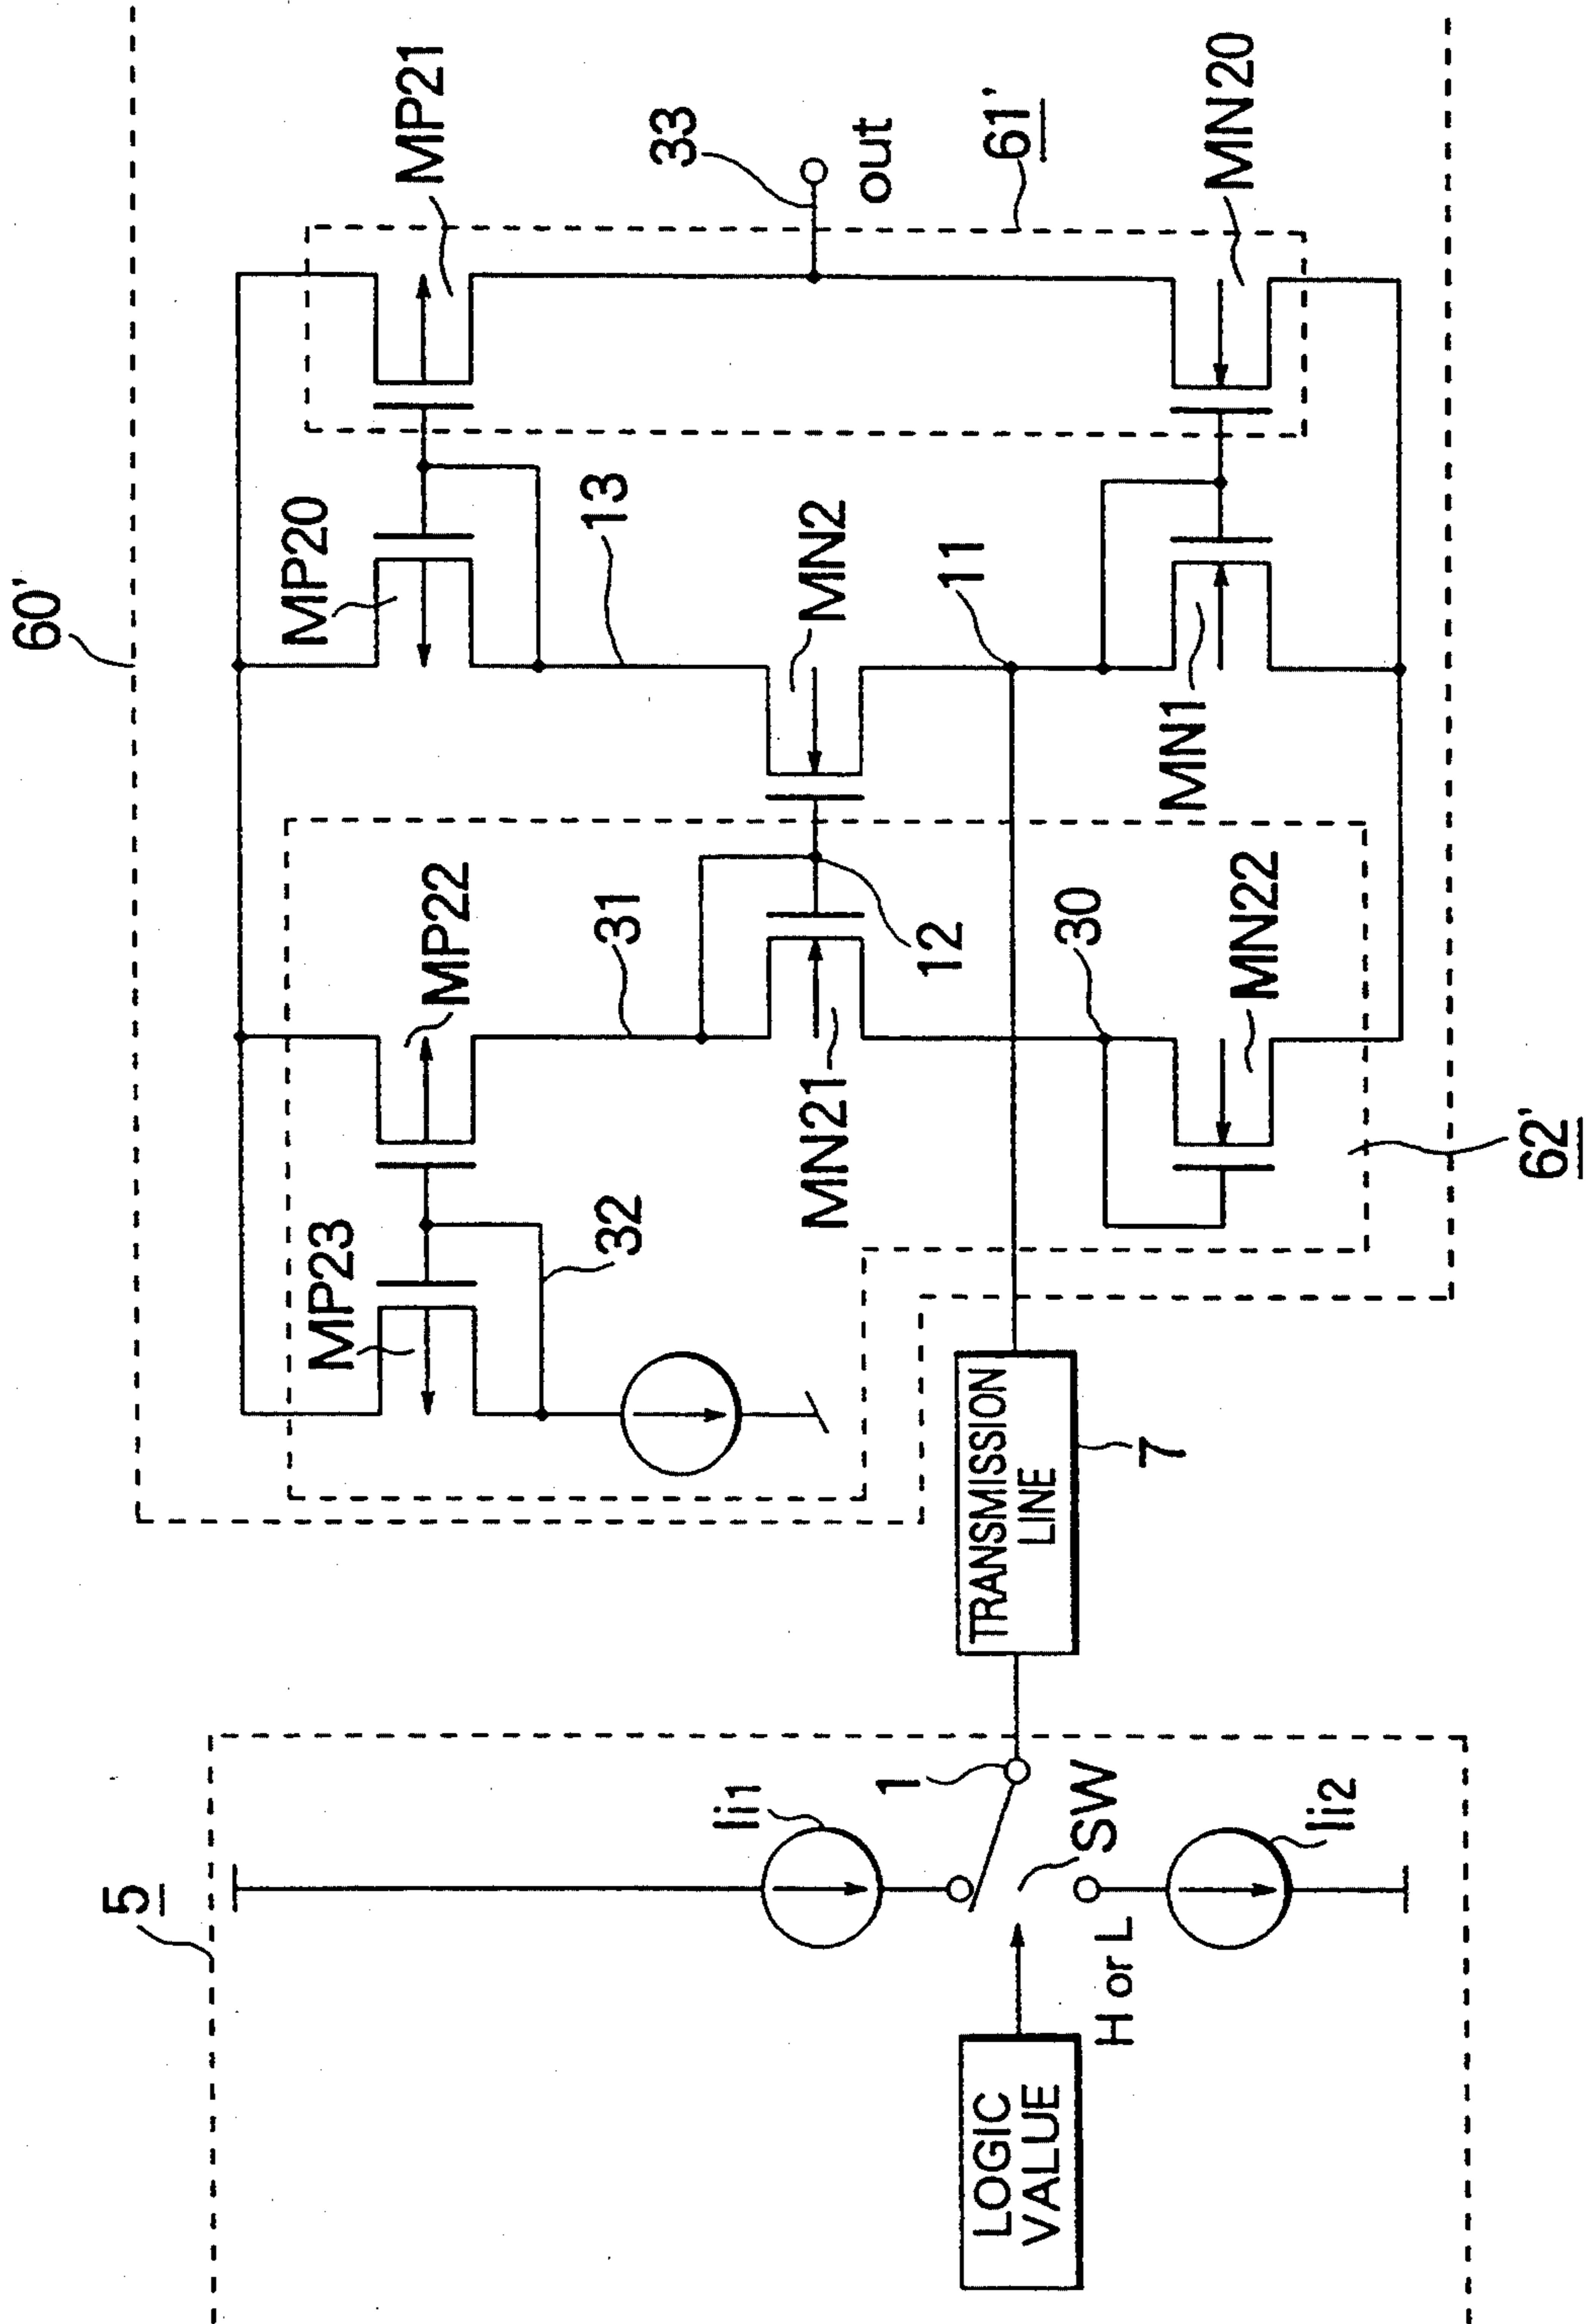 60'
MP21
33
out
61'
MN20
MP20
13
MN2
11
MN1
MP22
31
12
30
MN22
MP23
32
MN21
62'
TRANSMISSION
LINE
7
5
Ii1
1
SW
Ii2
H or L
LOGIC
VALUE